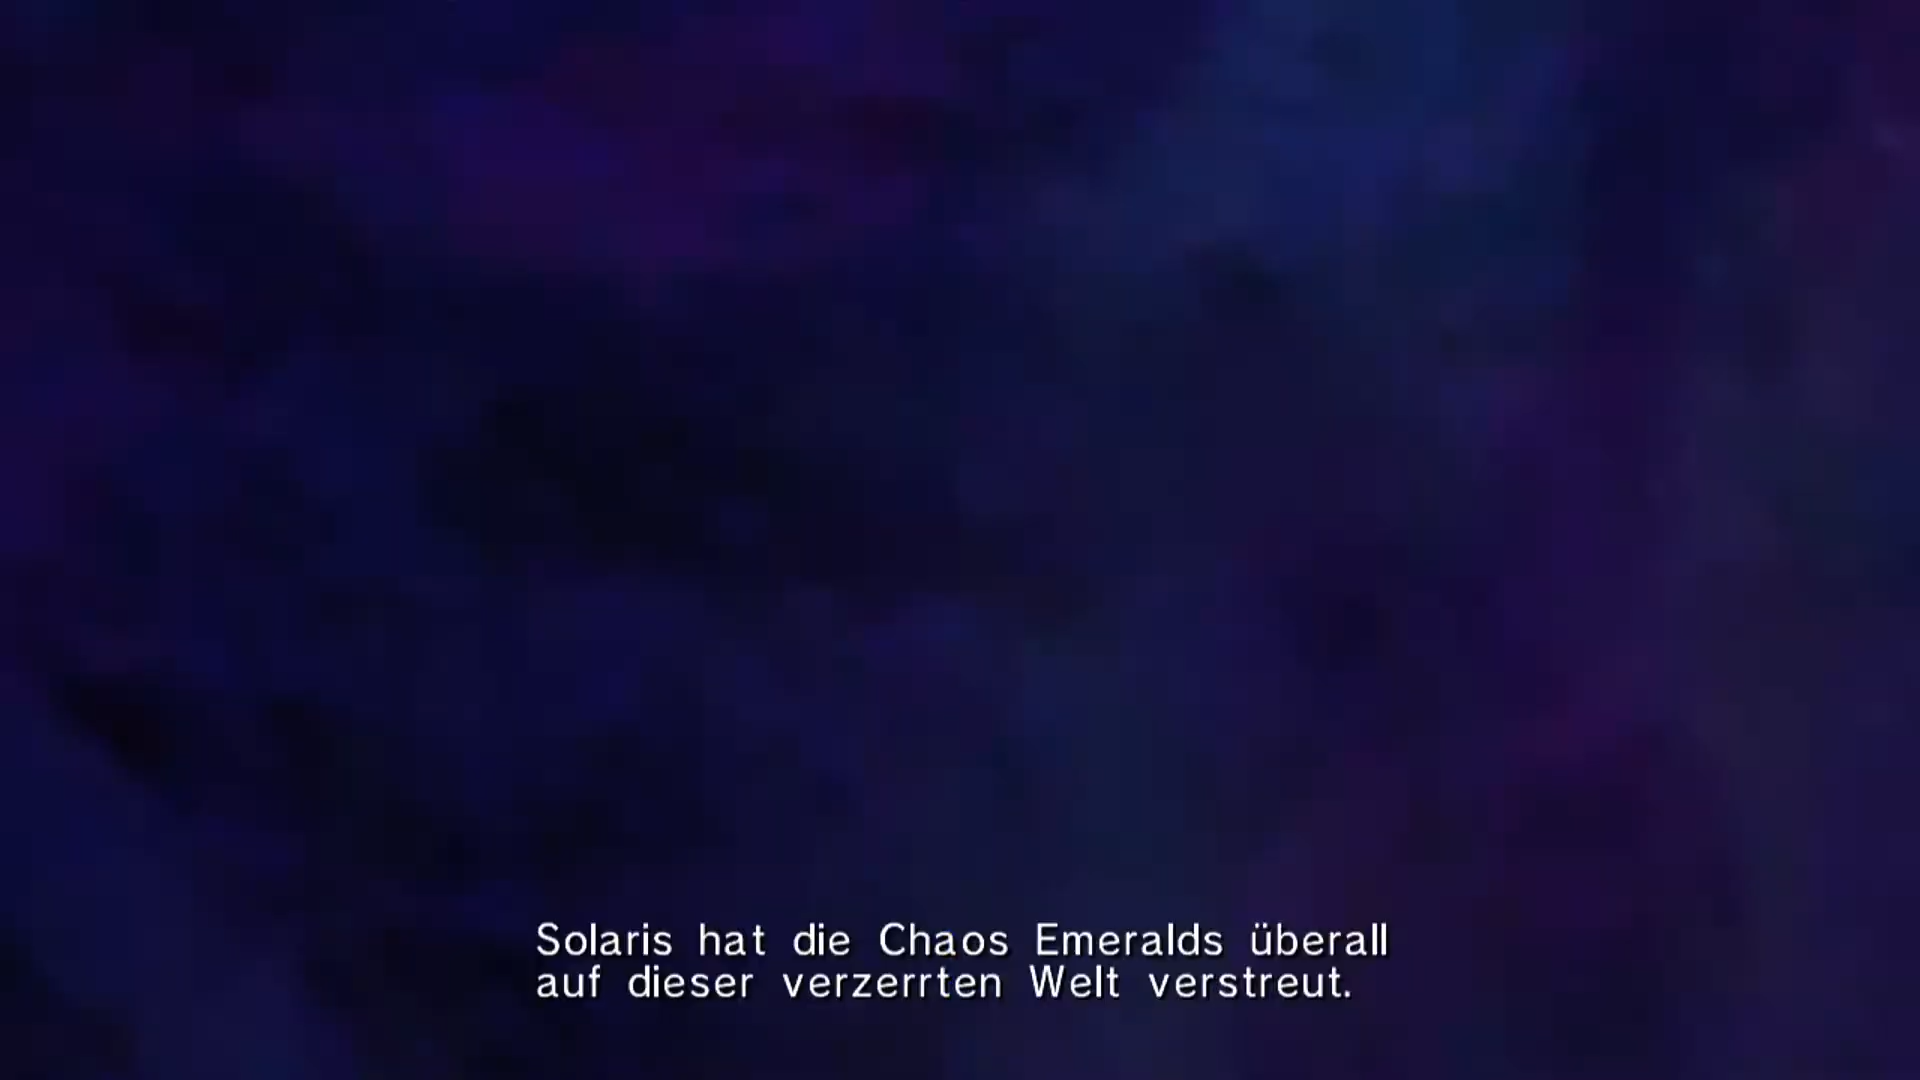 Solaris hat die Chaos Emeralds überall
auf dieser verzerrten Welt verstreut.